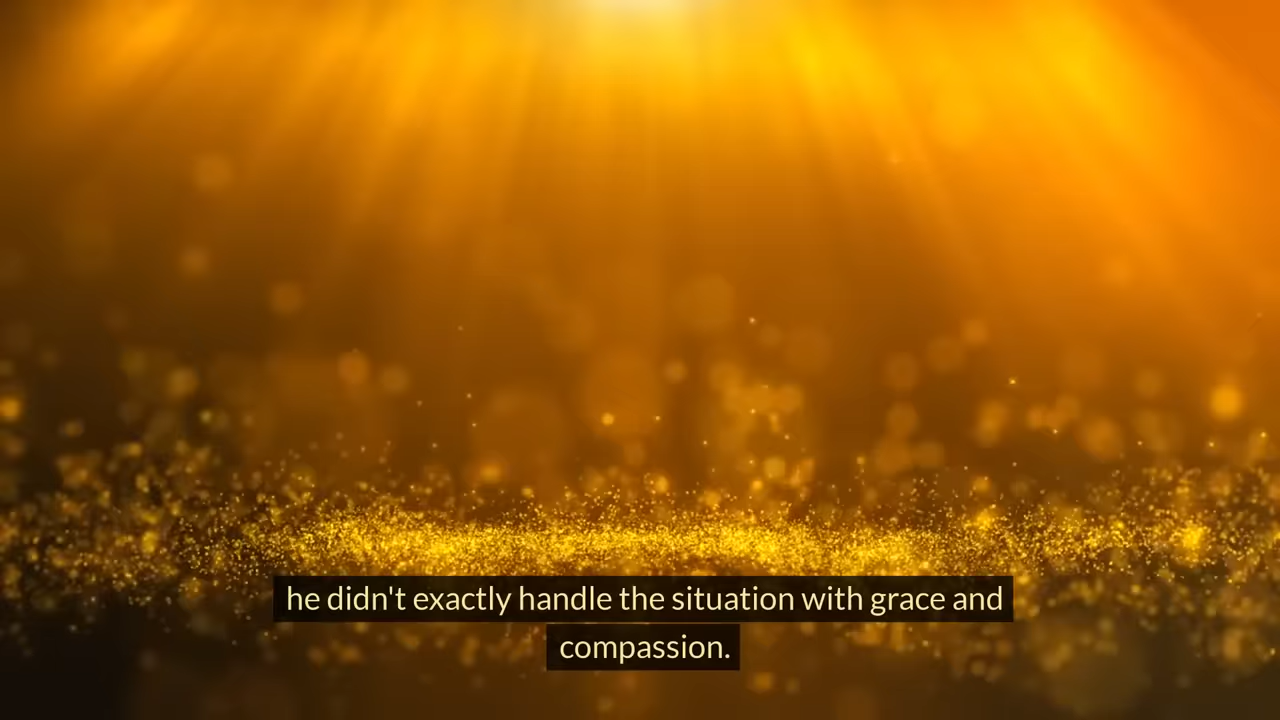 he didn't exactly handle the situation with grace and
compassion.